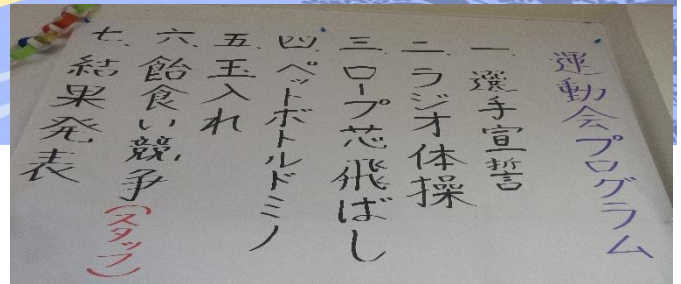 運動会プログラム
一、選手宣誓
二、ラジオ体操
三、ロープ芯飛ばし
四、ペットボトルドミノ
五、玉入れ
六、飴食い競争(スタッフ)
七、結果発表